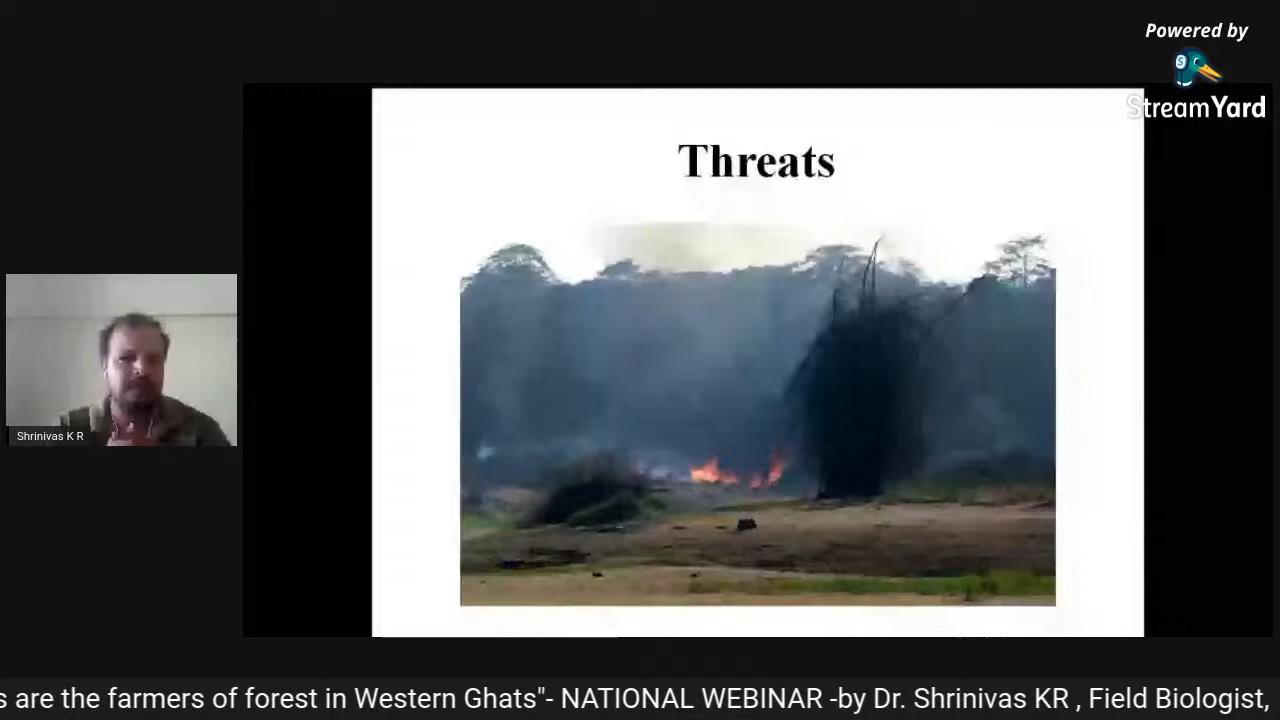 Powered by
StreamYard
Threats
Shrinivas K R
s are the farmers of forest in Western Ghats"- NATIONAL WEBINAR -by Dr. Shrinivas KR , Field Biologist,